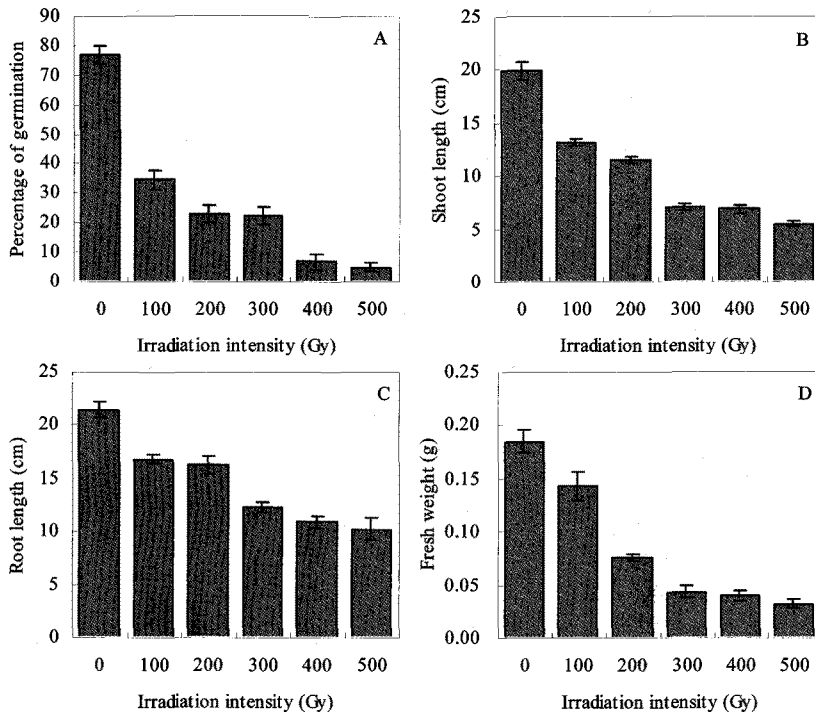 A
Percentage of germination
90
80
70
60
50
40
30
20
10
0
0 100 200 300 400 500
Irradiation intensity (Gy)
B
Shoot length (cm)
25
20
15
10
5
0
0 100 200 300 400 500
Irradiation intensity (Gy)
C
Root length (cm)
25
20
15
10
5
0
0 100 200 300 400 500
Irradiation intensity (Gy)
D
Fresh weight (g)
0.25
0.20
0.15
0.10
0.05
0.00
0 100 200 300 400 500
Irradiation intensity (Gy)